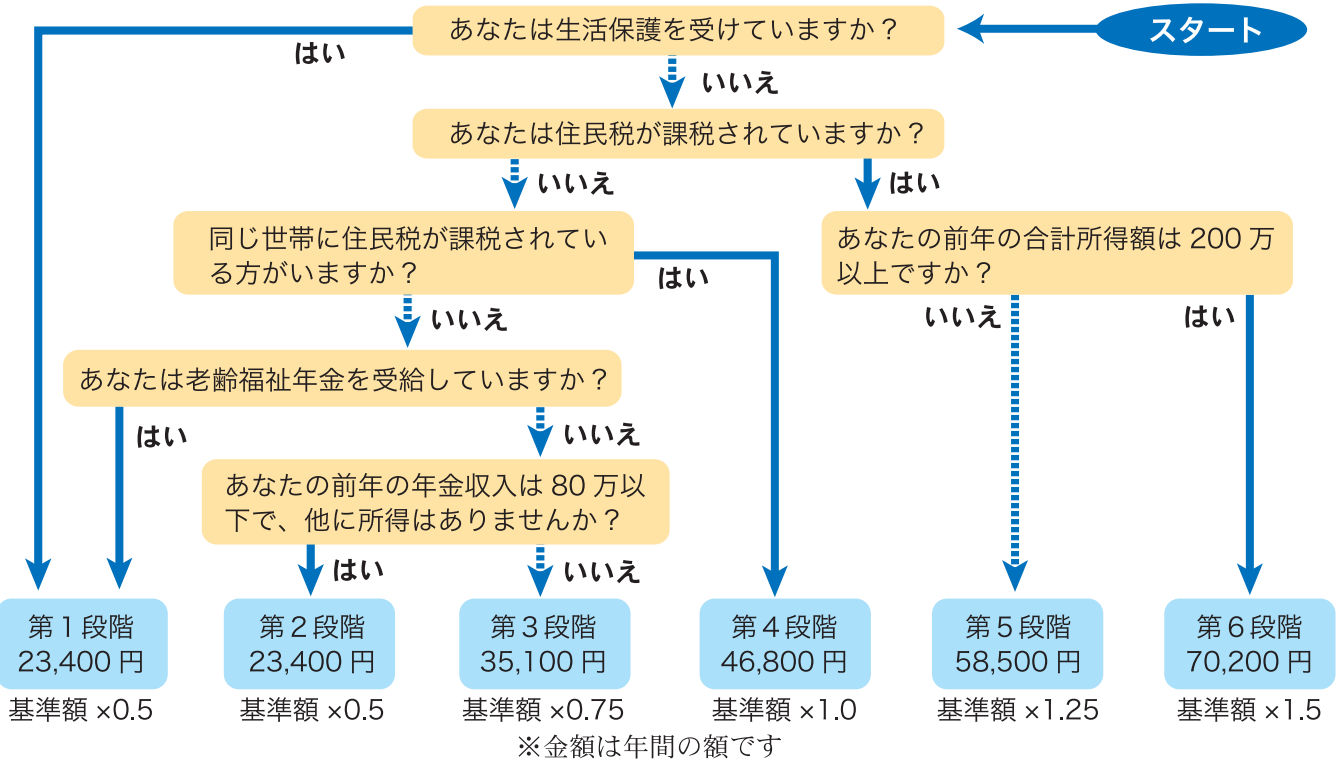 スタート
あなたは生活保護を受けていますか？
はい
いいえ
あなたは住民税が課税されていますか？
いいえ
はい
同じ世帯に住民税が課税されてい
る方がいますか？
はい
あなたの前年の合計所得額は 200 万
以上ですか？
いいえ
いいえ
はい
あなたは老齢福祉年金を受給していますか？
はい
いいえ
あなたの前年の年金収入は 80 万以
下で、他に所得はありませんか？
はい
いいえ
第１段階
23,400 円
基準額 ×0.5
第２段階
23,400 円
基準額 ×0.5
第３段階
35,100 円
基準額 ×0.75
第４段階
46,800 円
基準額 ×1.0
第５段階
58,500 円
基準額 ×1.25
第６段階
70,200 円
基準額 ×1.5
※金額は年間の額です